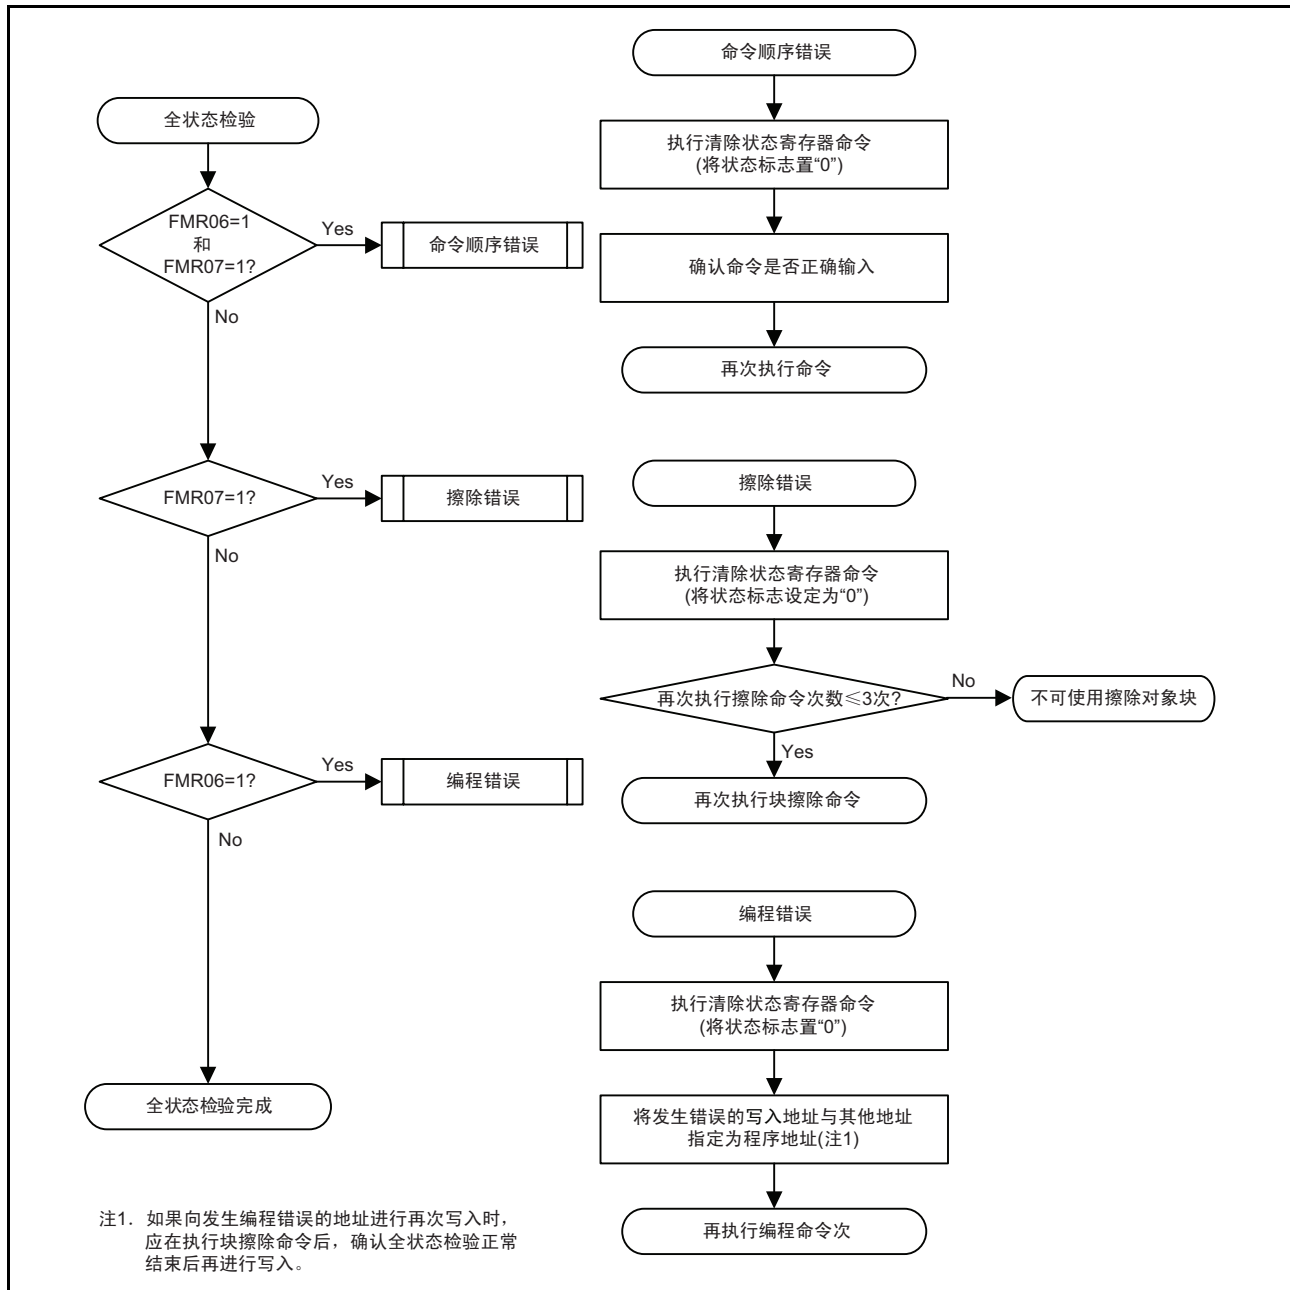 全状态检验
FMR06=1
和
FMR07=1?
Yes
命令顺序错误
No
FMR07=1?
Yes
擦除错误
No
FMR06=1?
Yes
编程错误
No
全状态检验完成
命令顺序错误
执行清除状态寄存器命令
(将状态标志置“0”)
确认命令是否正确输入
再次执行命令
擦除错误
执行清除状态寄存器命令
(将状态标志设定为“0”)
再次执行擦除命令次数≤3次?
No
不可使用擦除对象块
Yes
再次执行块擦除命令
编程错误
执行清除状态寄存器命令
(将状态标志置“0”)
将发生错误的写入地址与其他地址
指定为程序地址(注1)
再执行编程命令次
注1. 如果向发生编程错误的地址进行再次写入时，
应在执行块擦除命令后，确认全状态检验正常
结束后再进行写入。